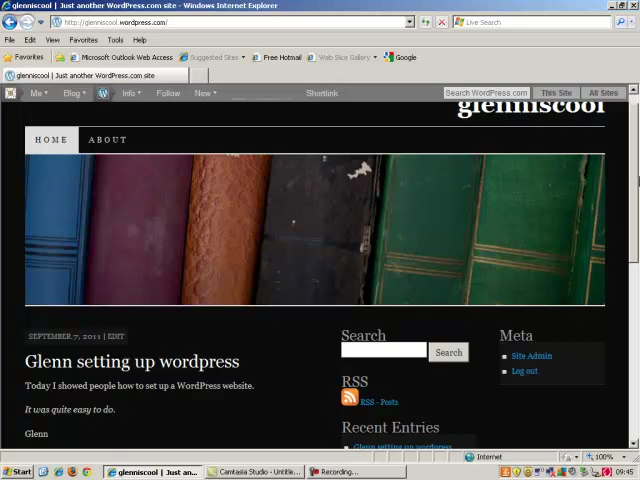 glenniscool | Just another WordPress.com site - Windows Internet Explorer
http://glenniscool.wordpress.com/
Live Search
File Edit View Favorites Tools Help
Favorites Microsoft Outlook Web Access Suggested Sites Free Hotmail Web Slice Gallery Google
glenniscool | Just another WordPress.com site
Me Blog Info Follow New Shortlink Search WordPress.com This Site All Sites
glenniscool
HOME ABOUT
SEPTEMBER 7, 2011 | EDIT
Glenn setting up wordpress
Today I showed people how to set up a WordPress website.
It was quite easy to do.
Glenn
Search
Search
RSS
RSS - Posts
Recent Entries
Glenn setting up wordpress
Meta
Site Admin
Log out
Internet 100%
Start glenniscool | Just an... Camtasia Studio - Untitle... Recording... 09:45